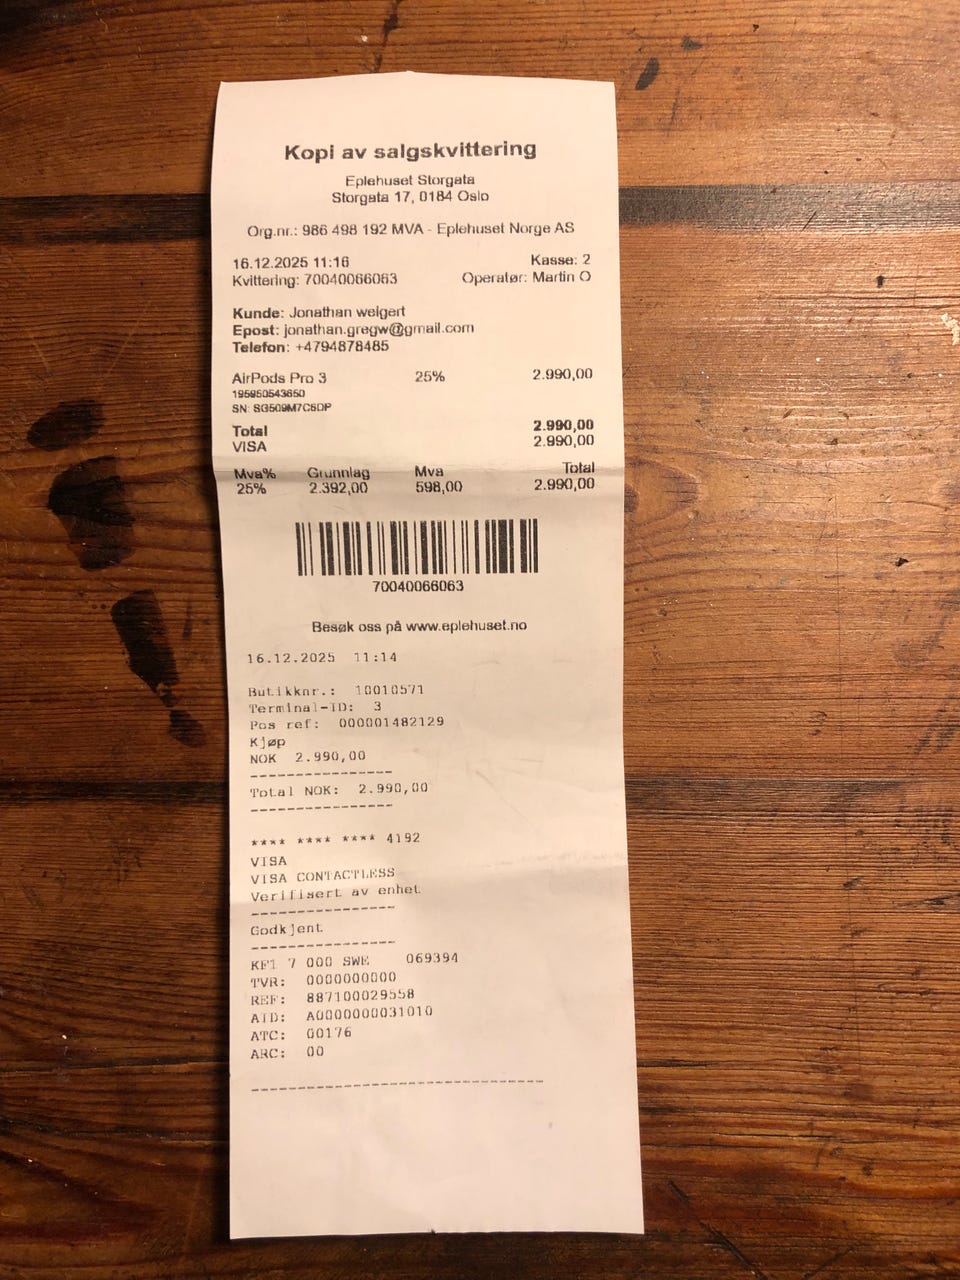 Kopi av salgskvittering
Eplehuset Storgata
Storgata 17, 0184 Oslo
Org.nr.: 986 498 192 MVA - Eplehuset Norge AS
16.12.2025 11:16 Kasse: 2
Kvittering: 70040066063 Operatør: Martin O
Kunde: Jonathan weigert
Epost: jonathan.gregw@gmail.com
Telefon: +4794878485
AirPods Pro 3 25% 2.990,00
195950543650
SN: SG509M7C6DP
Total 2.990,00
VISA 2.990,00
Mva% Grunnlag Mva Total
25% 2.392,00 598,00 2.990,00
70040066063
Besøk oss på www.eplehuset.no
16.12.2025 11:14
Butikknr.: 10010571
Terminal-ID: 3
Pos ref: 000001482129
Kjøp
NOK 2.990,00
----------------
Total NOK: 2.990,00
----------------
**** **** **** 4192
VISA
VISA CONTACTLESS
Verifisert av enhet
----------------
Godkjent
----------------
KF1 7 000 SWE 069394
TVR: 0000000000
REF: 887100029558
AID: A0000000031010
ATC: 00176
ARC: 00
--------------------------------